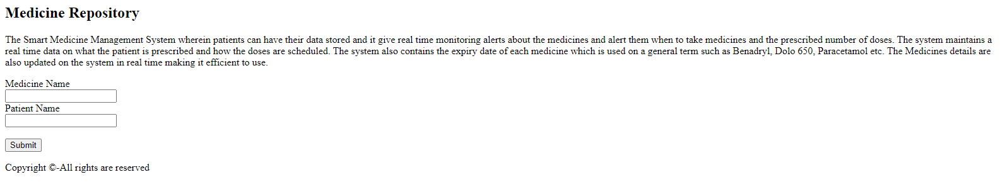 Medicine Repository
The Smart Medicine Management System wherein patients can have their data stored and it give real time monitoring alerts about the medicines and alert them when to take medicines and the prescribed number of doses. The system maintains a
real time data on what the patient is prescribed and how the doses are scheduled. The system also contains the expiry date of each medicine which is used on a general term such as Benadryl, Dolo 650, Paracetamol etc. The Medicines details are
also updated on the system in real time making it efficient to use.
Medicine Name
Patient Name
Submit
Copyright ©-All rights are reserved